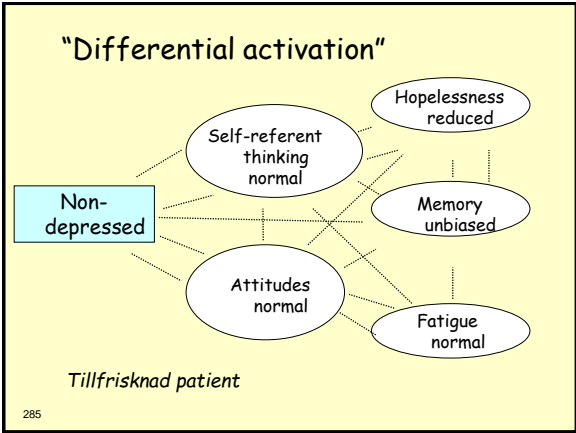 “Differential activation”
Hopelessness
reduced
Self-referent
thinking
normal
Non-
depressed
Memory
unbiased
Attitudes
normal
Fatigue
normal
Tillfrisknad patient
285